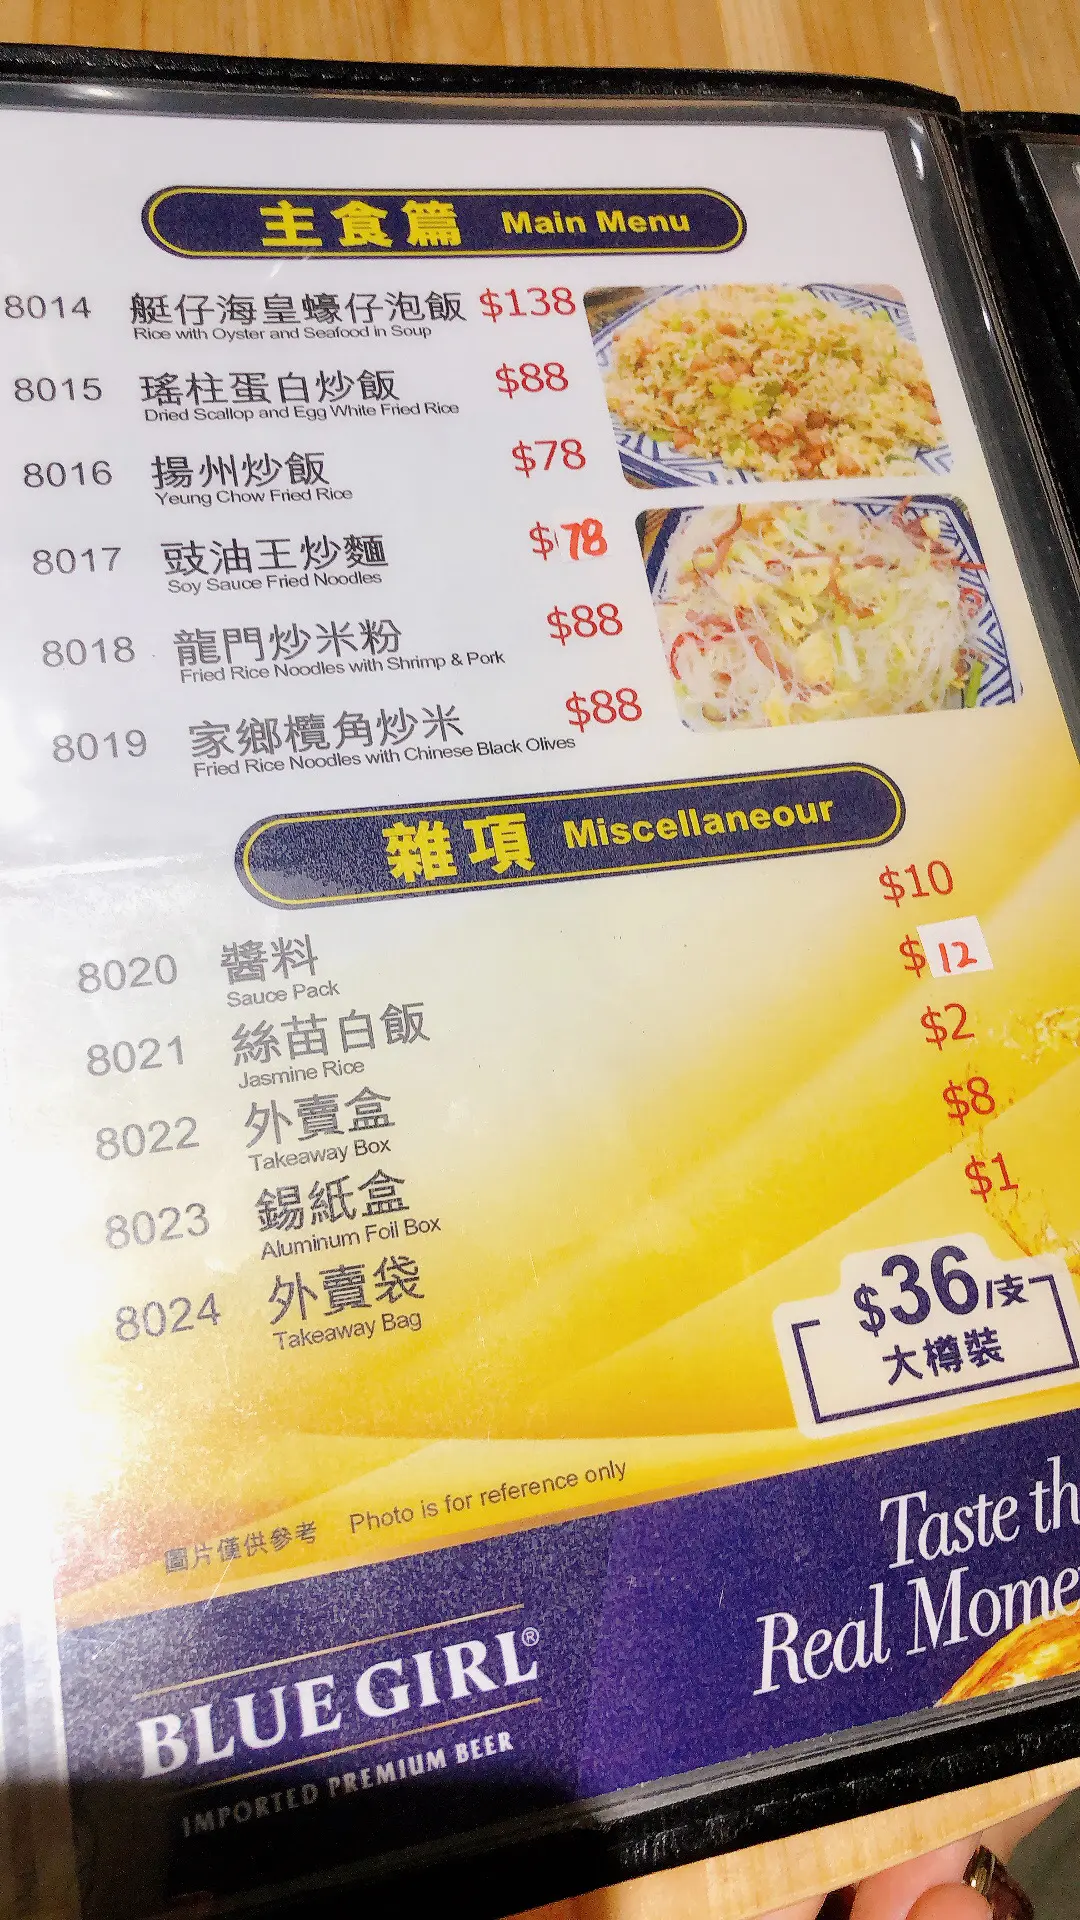 主食篇 Main Menu
8014 艇仔海皇蠔仔泡飯 $138
Rice with Oyster and Seafood in Soup
8015 瑤柱蛋白炒飯 $88
Dried Scallop and Egg White Fried Rice
8016 揚州炒飯 $78
Yeung Chow Fried Rice
8017 豉油王炒麵 $78
Soy Sauce Fried Noodles
8018 龍門炒米粉 $88
Fried Rice Noodles with Shrimp & Pork
8019 家鄉欖角炒米 $88
Fried Rice Noodles with Chinese Black Olives
雜項 Miscellaneour
8020 醬料 $10
Sauce Pack
8021 絲苗白飯 $12
Jasmine Rice
8022 外賣盒 $2
Takeaway Box
8023 錫紙盒 $8
Aluminum Foil Box
8024 外賣袋 $1
Takeaway Bag
$36/支
大樽裝
圖片僅供參考 Photo is for reference only
Taste th
Real Mome
BLUE GIRL®
IMPORTED PREMIUM BEER